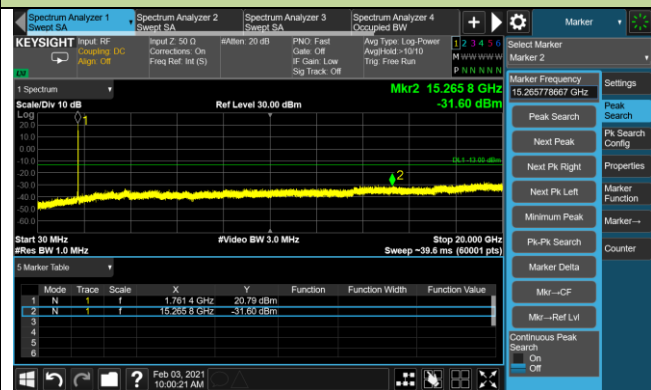 Spectrum Analyzer 1
Swept SA
Spectrum Analyzer 2
Swept SA
Spectrum Analyzer 3
Swept SA
Spectrum Analyzer 4
Occupied BW
Marker
KEYSIGHT
Input: RF
Coupling: DC
Align: Off
Input Z: 50 Ω
Corrections: On
Freq Ref: Int (S)
#Atten: 20 dB
PNO: Fast
Gate: Off
IF Gain: Low
Sig Track: Off
Avg Type: Log-Power
Avg|Hold:>10/10
Trig: Free Run
1 2 3 4 5 6
M W W W W W
P N N N N N
LXI
Select Marker
Marker 2
1 Spectrum
Scale/Div 10 dB
Ref Level 30.00 dBm
Mkr2 15.265 8 GHz
-31.60 dBm
Log
20.0
10.0
0.00
-10.0
-20.0
-30.0
-40.0
-50.0
-60.0
1
2
DL1 -13.00 dBm
Start 30 MHz
#Res BW 1.0 MHz
#Video BW 3.0 MHz
Stop 20.000 GHz
Sweep ~39.6 ms (60001 pts)
5 Marker Table
Mode Trace Scale X Y Function Function Width Function Value
1 N 1 f 1.761 4 GHz 20.79 dBm
2 N 1 f 15.265 8 GHz -31.60 dBm
3
4
5
6
Marker Frequency
15.265778667 GHz
Peak Search
Next Peak
Next Pk Right
Next Pk Left
Minimum Peak
Pk-Pk Search
Marker Delta
Mkr→CF
Mkr→Ref Lvl
Continuous Peak
Search
On
Off
Settings
Peak
Search
Pk Search
Config
Properties
Marker
Function
Marker→
Counter
?
Feb 03, 2021
10:00:21 AM